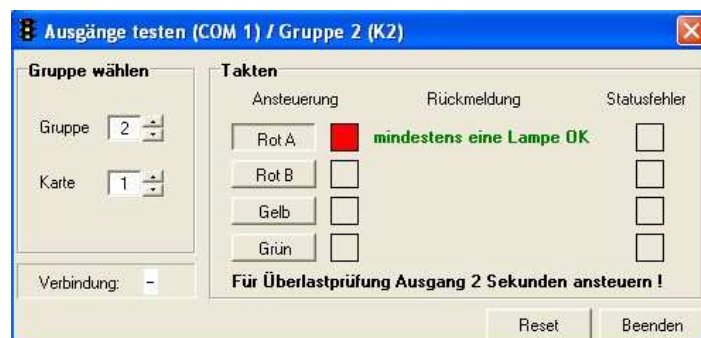 Ausgänge testen (COM 1) / Gruppe 2 (K2)
Gruppe wählen
Gruppe 2
Karte 1
Verbindung: -
Takten
Ansteuerung Rückmeldung Statusfehler
Rot A mindestens eine Lampe OK
Rot B
Gelb
Grün
Für Überlastprüfung Ausgang 2 Sekunden ansteuern !
Reset Beenden